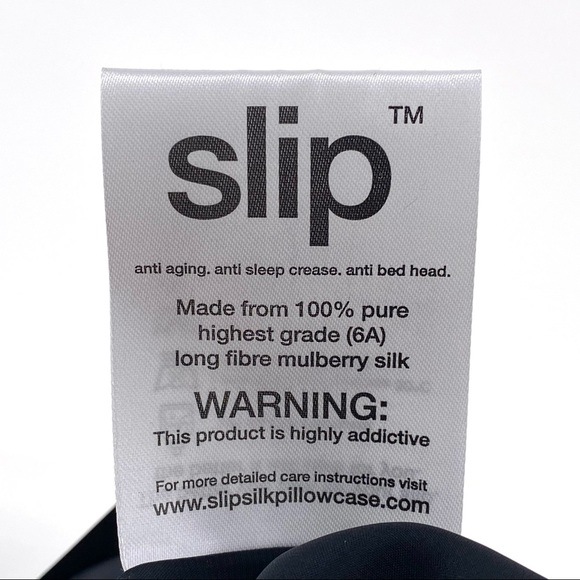 slip™
anti aging. anti sleep crease. anti bed head.
Made from 100% pure
highest grade (6A)
long fibre mulberry silk
WARNING:
This product is highly addictive
For more detailed care instructions visit
www.slipsilkpillowcase.com